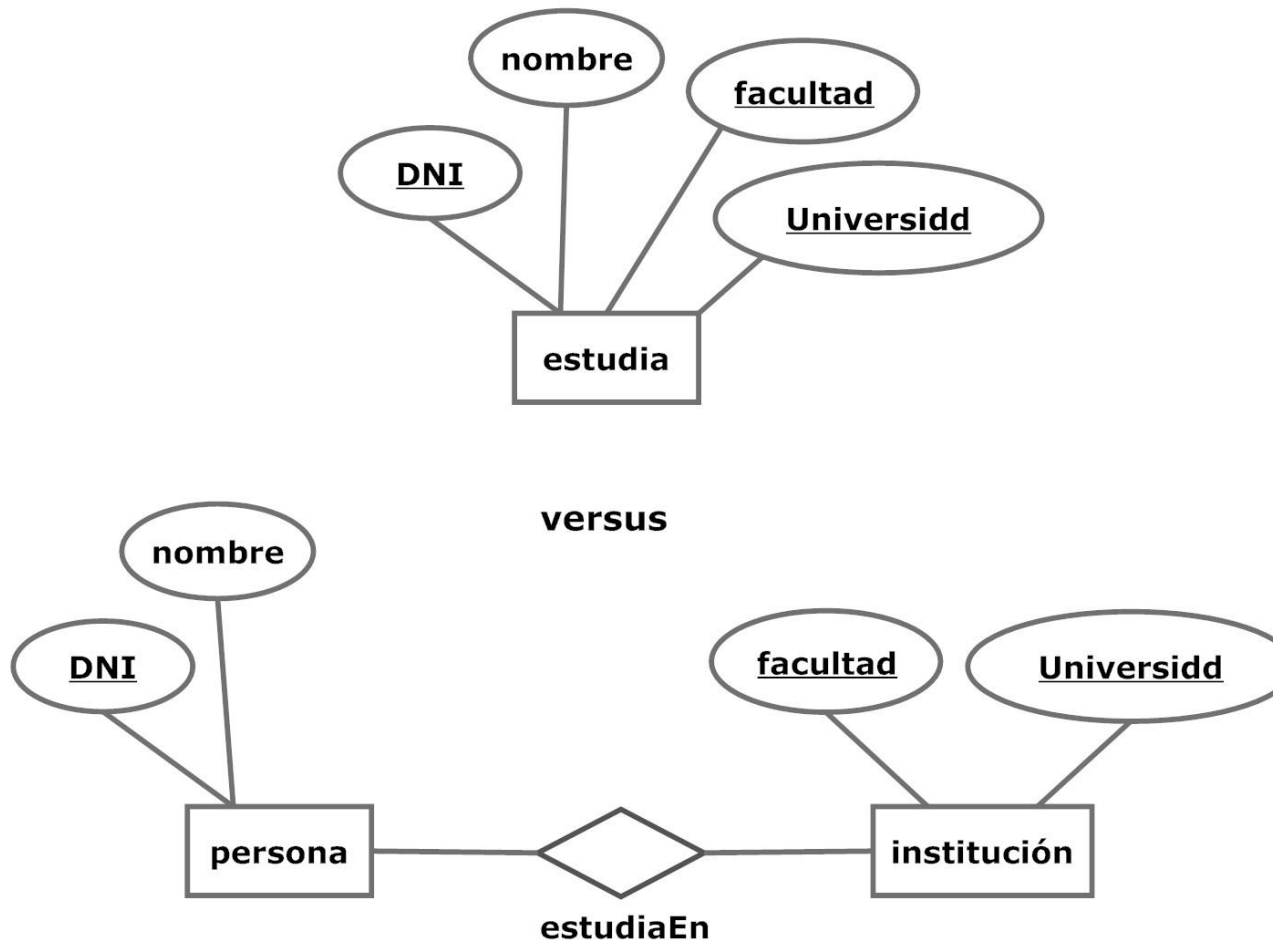 nombre
facultad
DNI
Universidd
estudia
versus
nombre
DNI
facultad
Universidd
persona
institución
estudiaEn